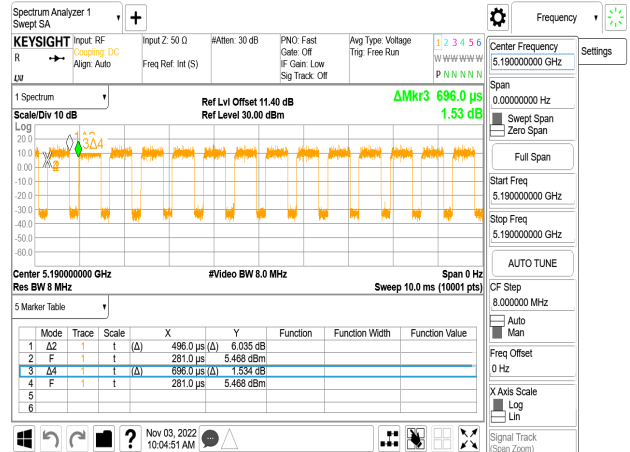 Spectrum Analyzer 1
Swept SA
Frequency
Settings
KEYSIGHT Input: RF Input Z: 50 Ω #Atten: 30 dB PNO: Fast Avg Type: Voltage 1 2 3 4 5 6
R Coupling: DC Gate: Off Trig: Free Run W W W W W W
Align: Auto Freq Ref: Int (S) IF Gain: Low
Sig Track: Off P N N N N N
LXI
1 Spectrum
Ref Lvl Offset 11.40 dB ΔMkr3 696.0 µs
Scale/Div 10 dB Ref Level 30.00 dBm 1.53 dB
Log
20.0
10.0
0.00
-10.0
-20.0
-30.0
-40.0
-50.0
-60.0
3Δ4
Center 5.190000000 GHz #Video BW 8.0 MHz Span 0 Hz
Res BW 8 MHz Sweep 10.0 ms (10001 pts)
5 Marker Table
Mode Trace Scale X Y Function Function Width Function Value
1 Δ2 1 t (Δ) 496.0 µs (Δ) 6.035 dB
2 F 1 t 281.0 µs 5.468 dBm
3 Δ4 1 t (Δ) 696.0 µs (Δ) 1.534 dB
4 F 1 t 281.0 µs 5.468 dBm
5
6
Nov 03, 2022
10:04:51 AM
Center Frequency
5.190000000 GHz
Span
0.00000000 Hz
Swept Span
Zero Span
Full Span
Start Freq
5.190000000 GHz
Stop Freq
5.190000000 GHz
AUTO TUNE
CF Step
8.000000 MHz
Auto
Man
Freq Offset
0 Hz
X Axis Scale
Log
Lin
Signal Track
(Span Zoom)